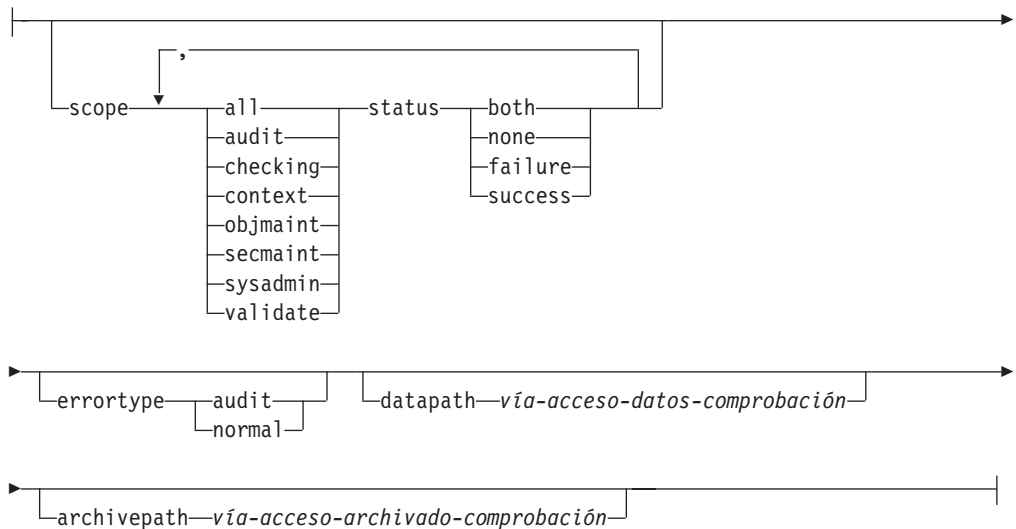 ,
scope all status both
audit none
checking failure
context success
objmaint
secmaint
sysadmin
validate
errortype audit datapath vía-acceso-datos-comprobación
normal
archivepath vía-acceso-archivado-comprobación